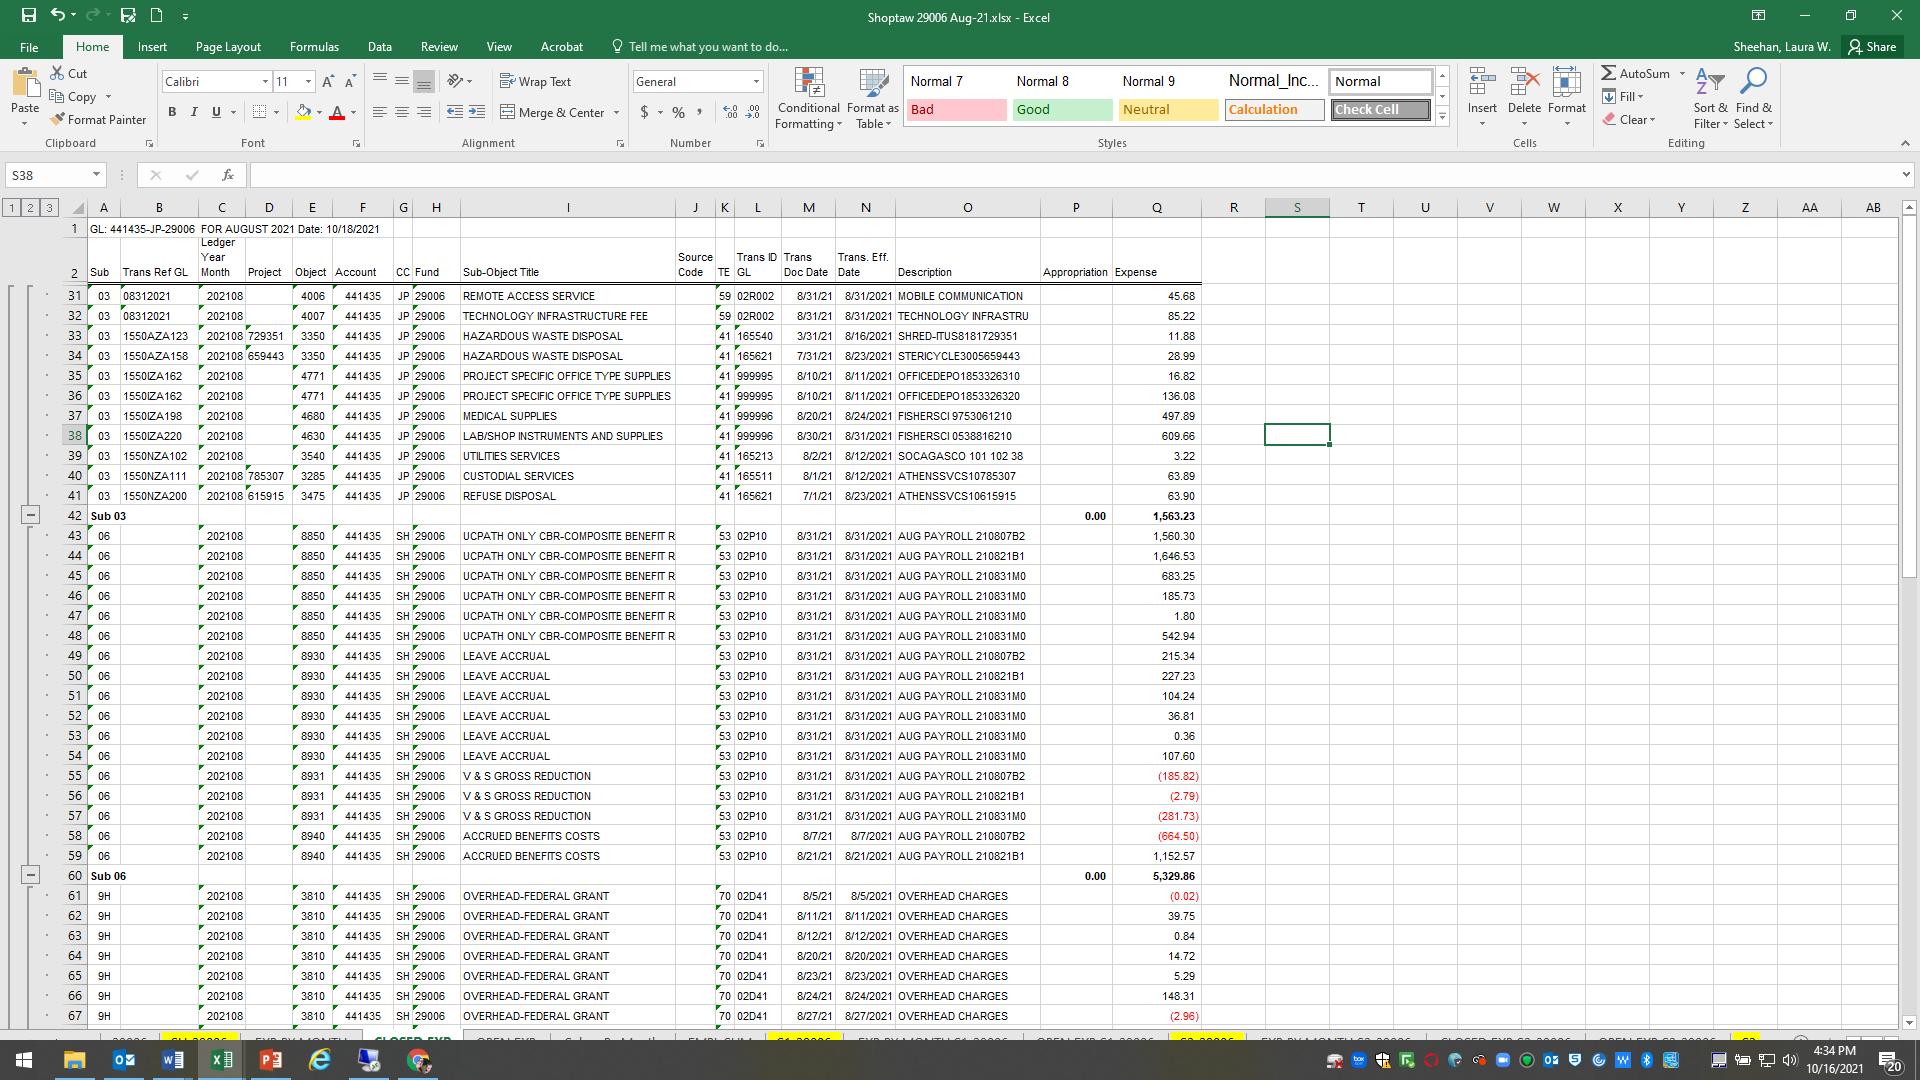 Shoptaw 29006 Aug-21.xlsx - Excel
File Home Insert Page Layout Formulas Data Review View Acrobat Tell me what you want to do... Sheehan, Laura W. Share
Paste Cut Copy Format Painter Clipboard
Calibri 11 B I U Font
Wrap Text Merge & Center Alignment
General $ % , Number
Conditional Formatting Format as Table
Normal 7 Normal 8 Normal 9 Normal_Inc... Normal
Bad Good Neutral Calculation Check Cell
Styles
Insert Delete Format Cells
AutoSum Fill Clear Sort & Filter Find & Select Editing
S38 fx
1 2 3 A B C D E F G H I J K L M N O P Q R S T U V W X Y Z AA AB
1 GL: 441435-JP-29006 FOR AUGUST 2021 Date: 10/18/2021
2 Sub Trans Ref GL Ledger Year Month Project Object Account CC Fund Sub-Object Title Source Code TE Trans ID GL Trans Doc Date Trans. Eff. Date Description Appropriation Expense
31 03 08312021 202108 4006 441435 JP 29006 REMOTE ACCESS SERVICE 59 02R002 8/31/21 8/31/2021 MOBILE COMMUNICATION 45.68
32 03 08312021 202108 4007 441435 JP 29006 TECHNOLOGY INFRASTRUCTURE FEE 59 02R002 8/31/21 8/31/2021 TECHNOLOGY INFRASTRU 85.22
33 03 1550AZA123 202108 729351 3350 441435 JP 29006 HAZARDOUS WASTE DISPOSAL 41 165540 3/31/21 8/16/2021 SHRED-ITUS8181729351 11.88
34 03 1550AZA158 202108 659443 3350 441435 JP 29006 HAZARDOUS WASTE DISPOSAL 41 165621 7/31/21 8/23/2021 STERICYCLE3005659443 28.99
35 03 1550IZA162 202108 4771 441435 JP 29006 PROJECT SPECIFIC OFFICE TYPE SUPPLIES 41 999995 8/10/21 8/11/2021 OFFICEDEPO1853326310 16.82
36 03 1550IZA162 202108 4771 441435 JP 29006 PROJECT SPECIFIC OFFICE TYPE SUPPLIES 41 999995 8/10/21 8/11/2021 OFFICEDEPO1853326320 136.08
37 03 1550IZA198 202108 4680 441435 JP 29006 MEDICAL SUPPLIES 41 999996 8/20/21 8/24/2021 FISHERSCI 9753061210 497.89
38 03 1550IZA220 202108 4630 441435 JP 29006 LAB/SHOP INSTRUMENTS AND SUPPLIES 41 999996 8/30/21 8/31/2021 FISHERSCI 0538816210 609.66
39 03 1550NZA102 202108 3540 441435 JP 29006 UTILITIES SERVICES 41 165213 8/2/21 8/12/2021 SOCAGASCO 101 102 38 3.22
40 03 1550NZA111 202108 785307 3285 441435 JP 29006 CUSTODIAL SERVICES 41 165511 8/1/21 8/12/2021 ATHENSSVCS10785307 63.89
41 03 1550NZA200 202108 615915 3475 441435 JP 29006 REFUSE DISPOSAL 41 165621 7/1/21 8/23/2021 ATHENSSVCS10615915 63.90
42 Sub 03 0.00 1,563.23
43 06 202108 8850 441435 SH 29006 UCPATH ONLY CBR-COMPOSITE BENEFIT R 53 02P10 8/31/21 8/31/2021 AUG PAYROLL 210807B2 1,560.30
44 06 202108 8850 441435 SH 29006 UCPATH ONLY CBR-COMPOSITE BENEFIT R 53 02P10 8/31/21 8/31/2021 AUG PAYROLL 210821B1 1,646.53
45 06 202108 8850 441435 SH 29006 UCPATH ONLY CBR-COMPOSITE BENEFIT R 53 02P10 8/31/21 8/31/2021 AUG PAYROLL 210831M0 683.25
46 06 202108 8850 441435 SH 29006 UCPATH ONLY CBR-COMPOSITE BENEFIT R 53 02P10 8/31/21 8/31/2021 AUG PAYROLL 210831M0 185.73
47 06 202108 8850 441435 SH 29006 UCPATH ONLY CBR-COMPOSITE BENEFIT R 53 02P10 8/31/21 8/31/2021 AUG PAYROLL 210831M0 1.80
48 06 202108 8850 441435 SH 29006 UCPATH ONLY CBR-COMPOSITE BENEFIT R 53 02P10 8/31/21 8/31/2021 AUG PAYROLL 210831M0 542.94
49 06 202108 8930 441435 SH 29006 LEAVE ACCRUAL 53 02P10 8/31/21 8/31/2021 AUG PAYROLL 210807B2 215.34
50 06 202108 8930 441435 SH 29006 LEAVE ACCRUAL 53 02P10 8/31/21 8/31/2021 AUG PAYROLL 210821B1 227.23
51 06 202108 8930 441435 SH 29006 LEAVE ACCRUAL 53 02P10 8/31/21 8/31/2021 AUG PAYROLL 210831M0 104.24
52 06 202108 8930 441435 SH 29006 LEAVE ACCRUAL 53 02P10 8/31/21 8/31/2021 AUG PAYROLL 210831M0 36.81
53 06 202108 8930 441435 SH 29006 LEAVE ACCRUAL 53 02P10 8/31/21 8/31/2021 AUG PAYROLL 210831M0 0.36
54 06 202108 8930 441435 SH 29006 LEAVE ACCRUAL 53 02P10 8/31/21 8/31/2021 AUG PAYROLL 210831M0 107.60
55 06 202108 8931 441435 SH 29006 V & S GROSS REDUCTION 53 02P10 8/31/21 8/31/2021 AUG PAYROLL 210807B2 (185.82)
56 06 202108 8931 441435 SH 29006 V & S GROSS REDUCTION 53 02P10 8/31/21 8/31/2021 AUG PAYROLL 210821B1 (2.79)
57 06 202108 8931 441435 SH 29006 V & S GROSS REDUCTION 53 02P10 8/31/21 8/31/2021 AUG PAYROLL 210831M0 (281.73)
58 06 202108 8940 441435 SH 29006 ACCRUED BENEFITS COSTS 53 02P10 8/7/21 8/7/2021 AUG PAYROLL 210807B2 (664.50)
59 06 202108 8940 441435 SH 29006 ACCRUED BENEFITS COSTS 53 02P10 8/21/21 8/21/2021 AUG PAYROLL 210821B1 1,152.57
60 Sub 06 0.00 5,329.86
61 9H 202108 3810 441435 SH 29006 OVERHEAD-FEDERAL GRANT 70 02D41 8/5/21 8/5/2021 OVERHEAD CHARGES (0.02)
62 9H 202108 3810 441435 SH 29006 OVERHEAD-FEDERAL GRANT 70 02D41 8/11/21 8/11/2021 OVERHEAD CHARGES 39.75
63 9H 202108 3810 441435 SH 29006 OVERHEAD-FEDERAL GRANT 70 02D41 8/12/21 8/12/2021 OVERHEAD CHARGES 0.84
64 9H 202108 3810 441435 SH 29006 OVERHEAD-FEDERAL GRANT 70 02D41 8/20/21 8/20/2021 OVERHEAD CHARGES 14.72
65 9H 202108 3810 441435 SH 29006 OVERHEAD-FEDERAL GRANT 70 02D41 8/23/21 8/23/2021 OVERHEAD CHARGES 5.29
66 9H 202108 3810 441435 SH 29006 OVERHEAD-FEDERAL GRANT 70 02D41 8/24/21 8/24/2021 OVERHEAD CHARGES 148.31
67 9H 202108 3810 441435 SH 29006 OVERHEAD-FEDERAL GRANT 70 02D41 8/27/21 8/27/2021 OVERHEAD CHARGES (2.96)
4:34 PM
10/16/2021
20